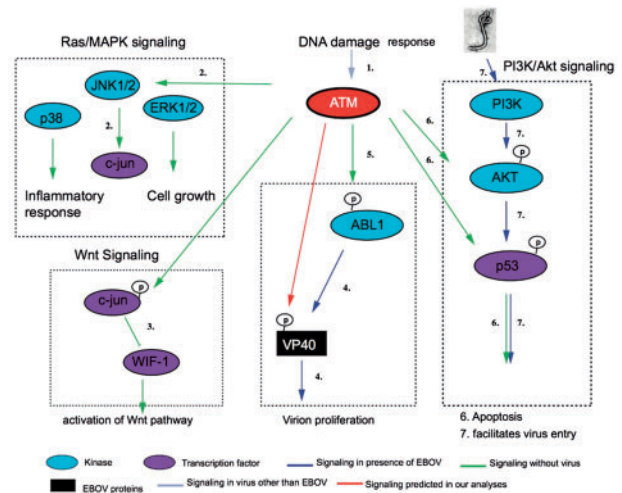 Ras/MAPK signaling
DNA damage response
PI3K/Akt signaling
1.
2.
7.
JNK1/2
ERK1/2
p38
2.
c-jun
ATM
PI3K
6.
7.
6.
5.
AKT
p
Inflammatory
response
Cell growth
p
ABL1
7.
p
p53
Wnt Signaling
p
c-jun
3.
WIF-1
4.
p
VP40
4.
6.
7.
activation of Wnt pathway
Virion proliferation
6. Apoptosis
7. facilitates virus entry
Kinase
Transcription factor
Signaling in presence of EBOV
Signaling without virus
EBOV proteins
Signaling in virus other than EBOV
Signaling predicted in our analyses